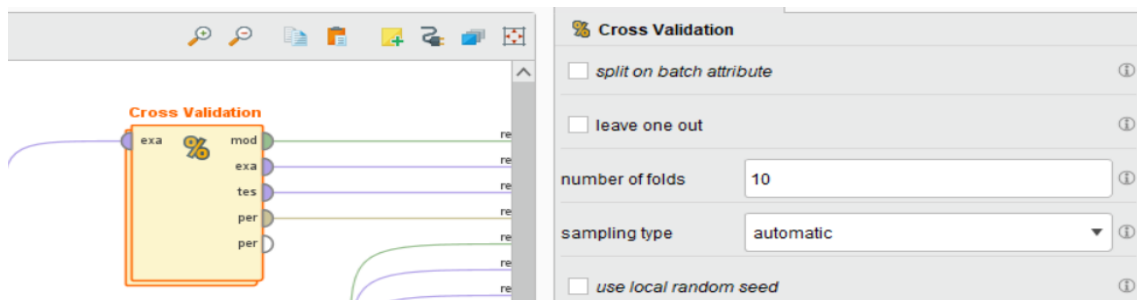 Cross Validation
exa
mod
exa
tes
per
per
re
re
re
re
re
re
re
Cross Validation
split on batch attribute
leave one out
number of folds
10
sampling type
automatic
use local random seed